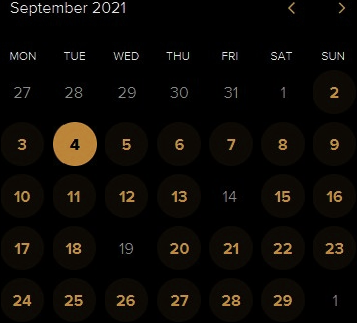 September 2021 < >
MON TUE WED THU FRI SAT SUN
27 28 29 30 31 1 2
3 4 5 6 7 8 9
10 11 12 13 14 15 16
17 18 19 20 21 22 23
24 25 26 27 28 29 1